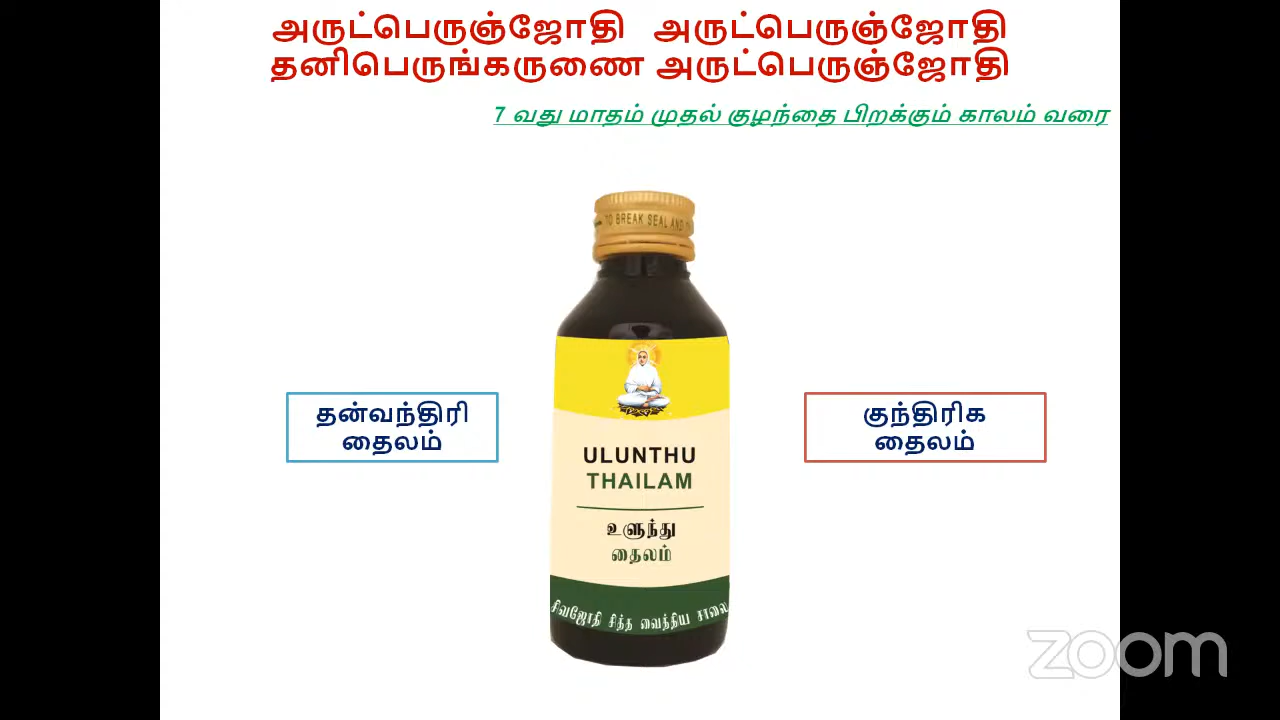 அருட்பெருஞ்ஜோதி அருட்பெருஞ்ஜோதி
தனிபெருங்கருணை அருட்பெருஞ்ஜோதி
7 வது மாதம் முதல் குழந்தை பிறக்கும் காலம் வரை
TO BREAK SEAL AND
தன்வந்திரி
தைலம்
ULUNTHU
THAILAM
உளுந்து
தைலம்
சிவஜோதி சித்த வைத்திய சாலை
குந்திரிக
தைலம்
zoom